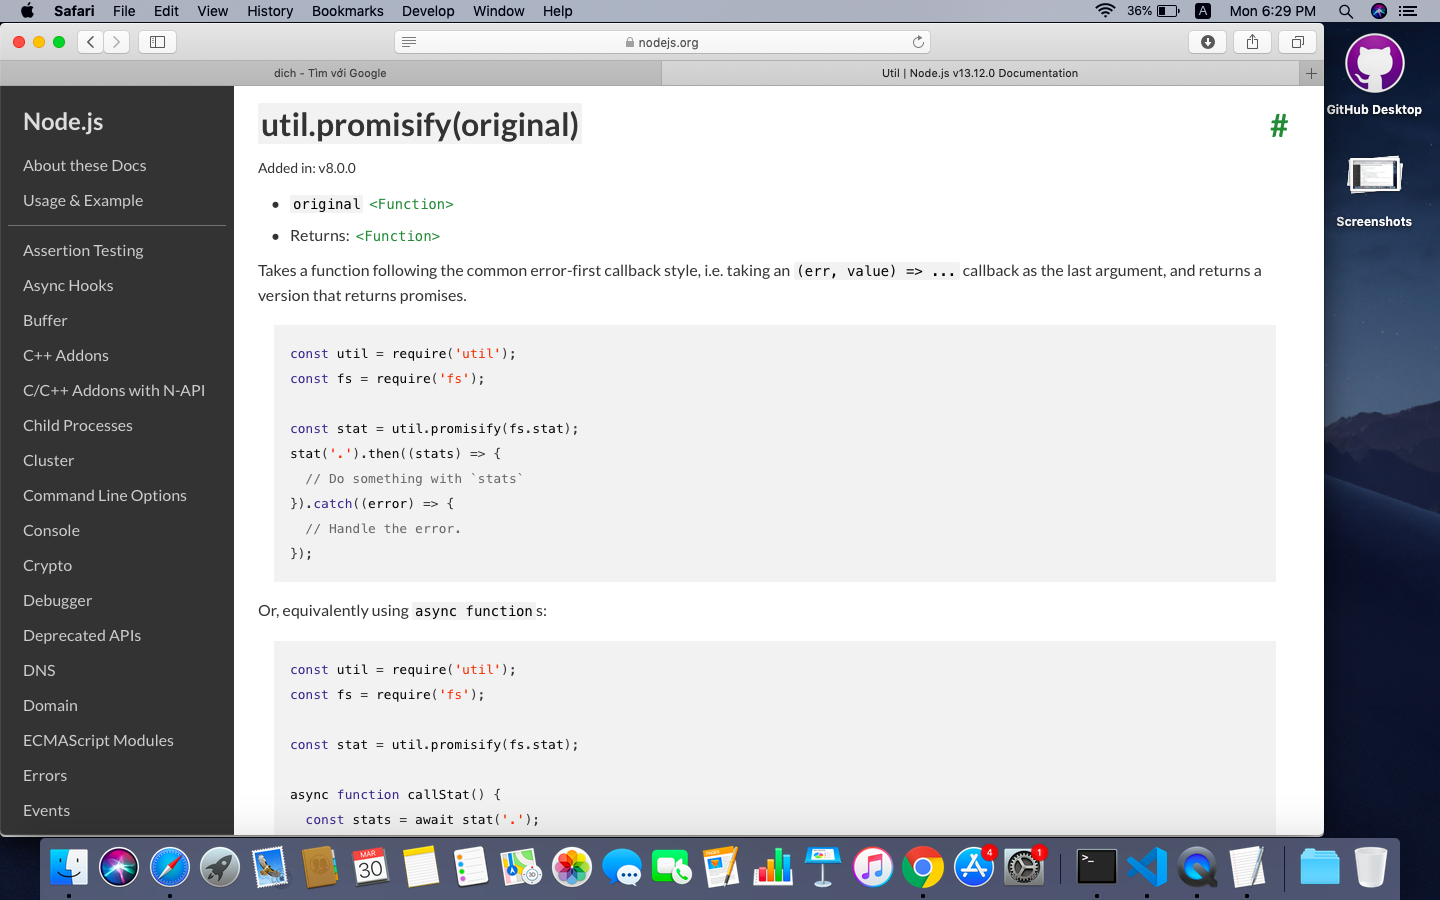 Safari File Edit View History Bookmarks Develop Window Help 36% A Mon 6:29 PM
nodejs.org
dich - Tìm với Google
Util | Node.js v13.12.0 Documentation
GitHub Desktop
Screenshots
Node.js
About these Docs
Usage & Example
Assertion Testing
Async Hooks
Buffer
C++ Addons
C/C++ Addons with N-API
Child Processes
Cluster
Command Line Options
Console
Crypto
Debugger
Deprecated APIs
DNS
Domain
ECMAScript Modules
Errors
Events
util.promisify(original) #
Added in: v8.0.0
• original <Function>
• Returns: <Function>
Takes a function following the common error-first callback style, i.e. taking an (err, value) => ... callback as the last argument, and returns a
version that returns promises.
const util = require('util');
const fs = require('fs');
const stat = util.promisify(fs.stat);
stat('.').then((stats) => {
// Do something with `stats`
}).catch((error) => {
// Handle the error.
});
Or, equivalently using async functions:
const util = require('util');
const fs = require('fs');
const stat = util.promisify(fs.stat);
async function callStat() {
const stats = await stat('.');
MAR
30
4
1
>_